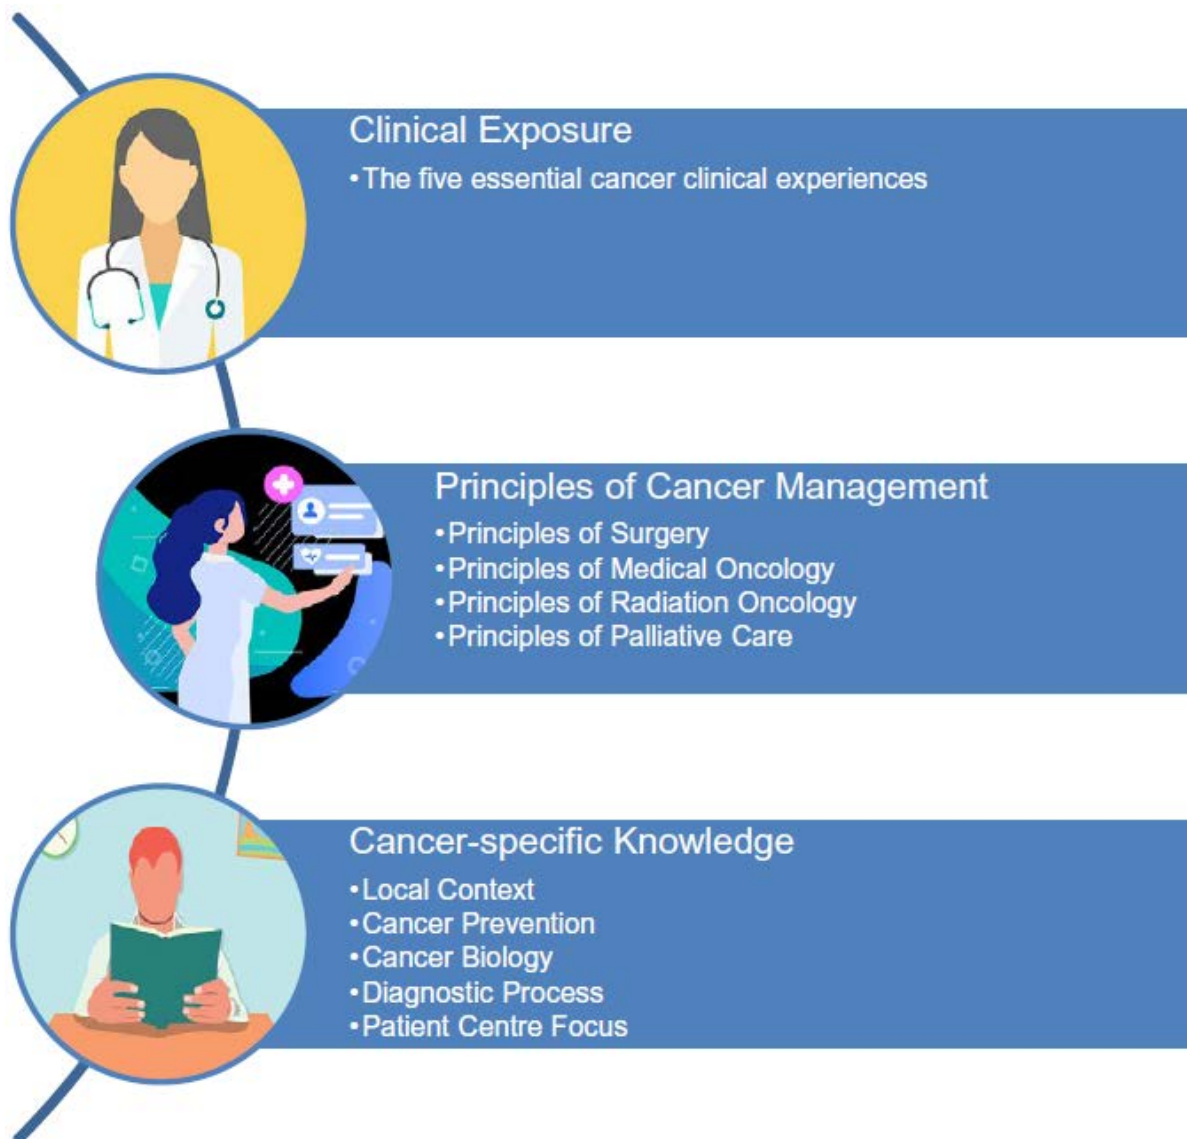 Clinical Exposure
•The five essential cancer clinical experiences
Principles of Cancer Management
•Principles of Surgery
•Principles of Medical Oncology
•Principles of Radiation Oncology
•Principles of Palliative Care
Cancer-specific Knowledge
•Local Context
•Cancer Prevention
•Cancer Biology
•Diagnostic Process
•Patient Centre Focus